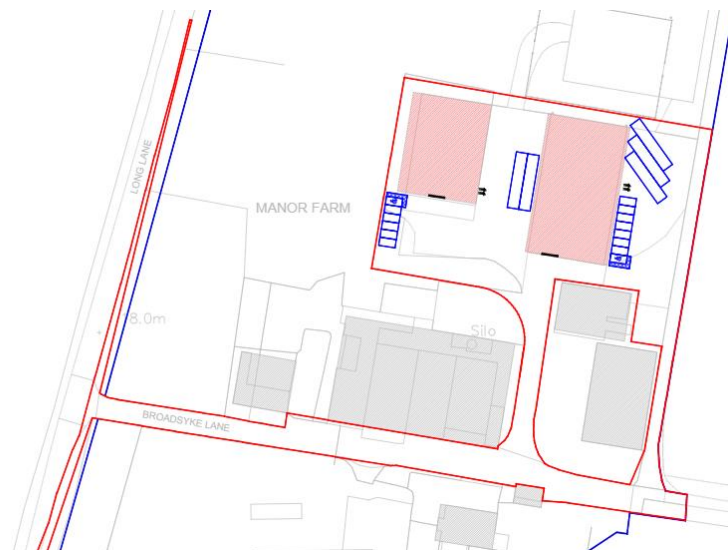 LONG LANE
MANOR FARM
8.0m
Silo
BROADSYKE LANE